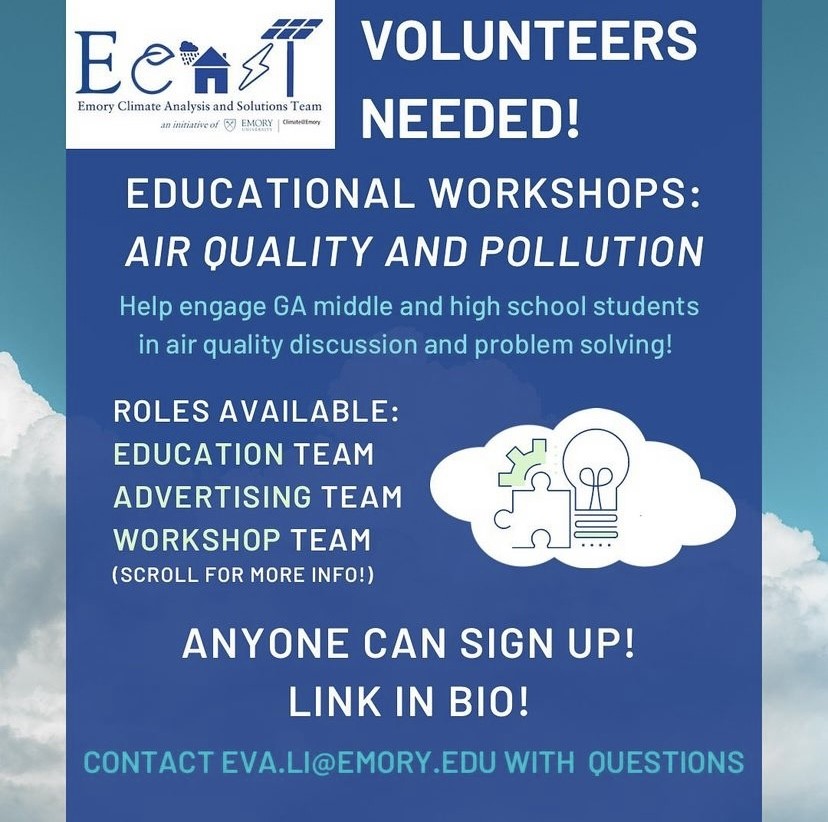 EcaST
Emory Climate Analysis and Solutions Team
an initiative of EMORY UNIVERSITY Climate@Emory
VOLUNTEERS
NEEDED!
EDUCATIONAL WORKSHOPS:
AIR QUALITY AND POLLUTION
Help engage GA middle and high school students
in air quality discussion and problem solving!
ROLES AVAILABLE:
EDUCATION TEAM
ADVERTISING TEAM
WORKSHOP TEAM
(SCROLL FOR MORE INFO!)
ANYONE CAN SIGN UP!
LINK IN BIO!
CONTACT EVA.LI@EMORY.EDU WITH QUESTIONS